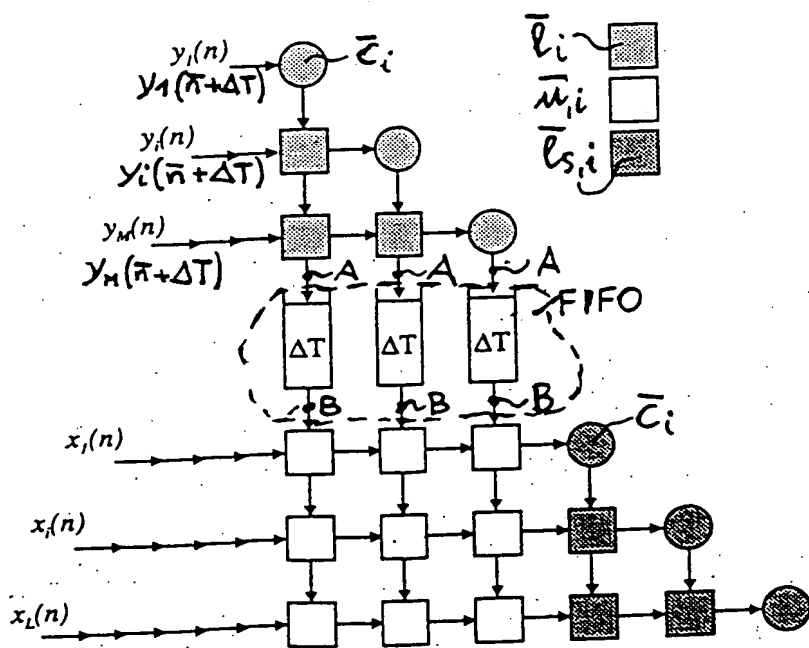 y₁(n) c̄ᵢ
y1(n̄+ΔT)
yᵢ(n)
yᵢ(n̄+ΔT)
y_M(n)
y_M(n̄+ΔT)
A A A
FIFO
ΔT ΔT ΔT
B B B
x₁(n) c̄ᵢ
xᵢ(n)
x_L(n)
l̄ᵢ
ū,ᵢ
l̄s,ᵢ